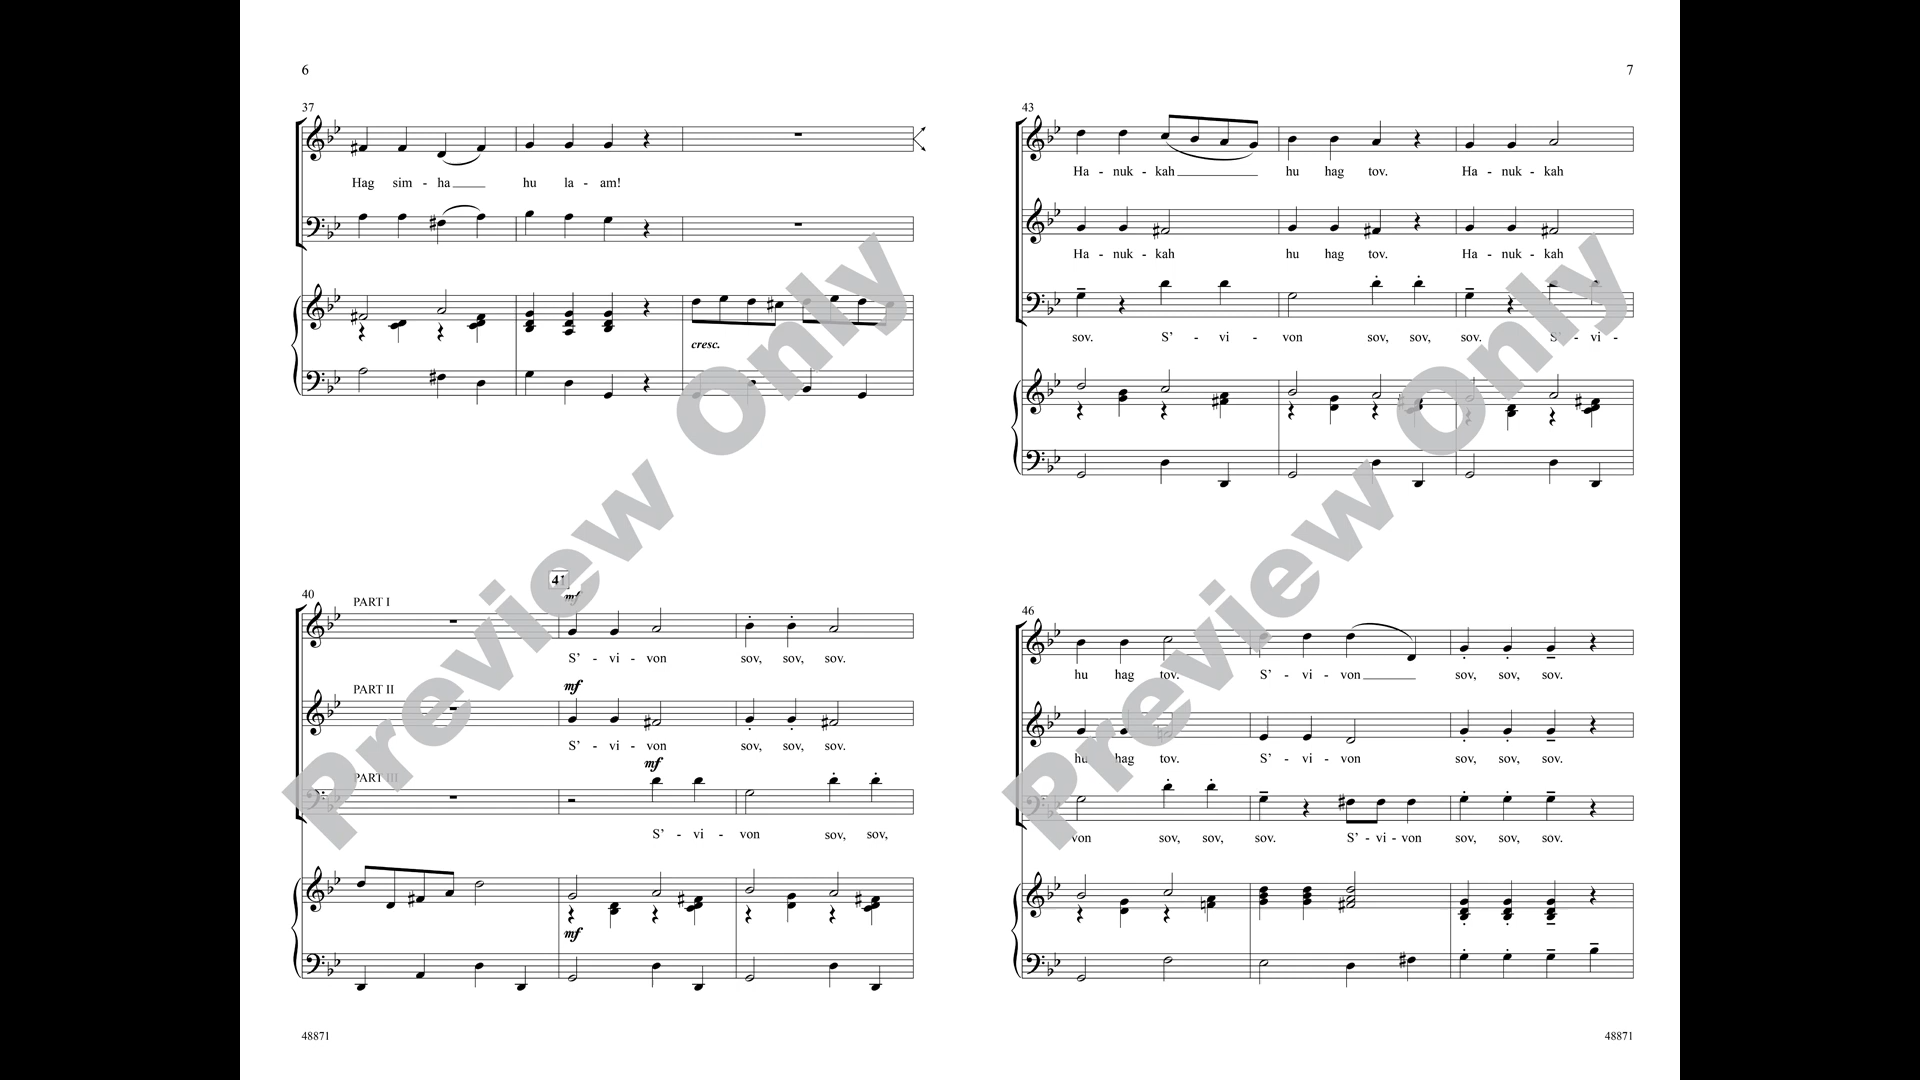 6
37
Hag sim - ha hu la - am!
cresc.
41
40
PART I
mf
S' - vi - von sov, sov, sov.
PART II
mf
S' - vi - von sov, sov, sov.
PART III
mf
S' - vi - von sov, sov,
mf
48871
7
43
Ha - nuk - kah hu hag tov. Ha - nuk - kah
Ha - nuk - kah hu hag tov. Ha - nuk - kah
sov. S' - vi - von sov, sov, sov. S' - vi -
46
hu hag tov. S' - vi - von sov, sov, sov.
hu hag tov. S' - vi - von sov, sov, sov.
von sov, sov, sov. S' - vi - von sov, sov, sov.
48871
Preview Only
Preview Only